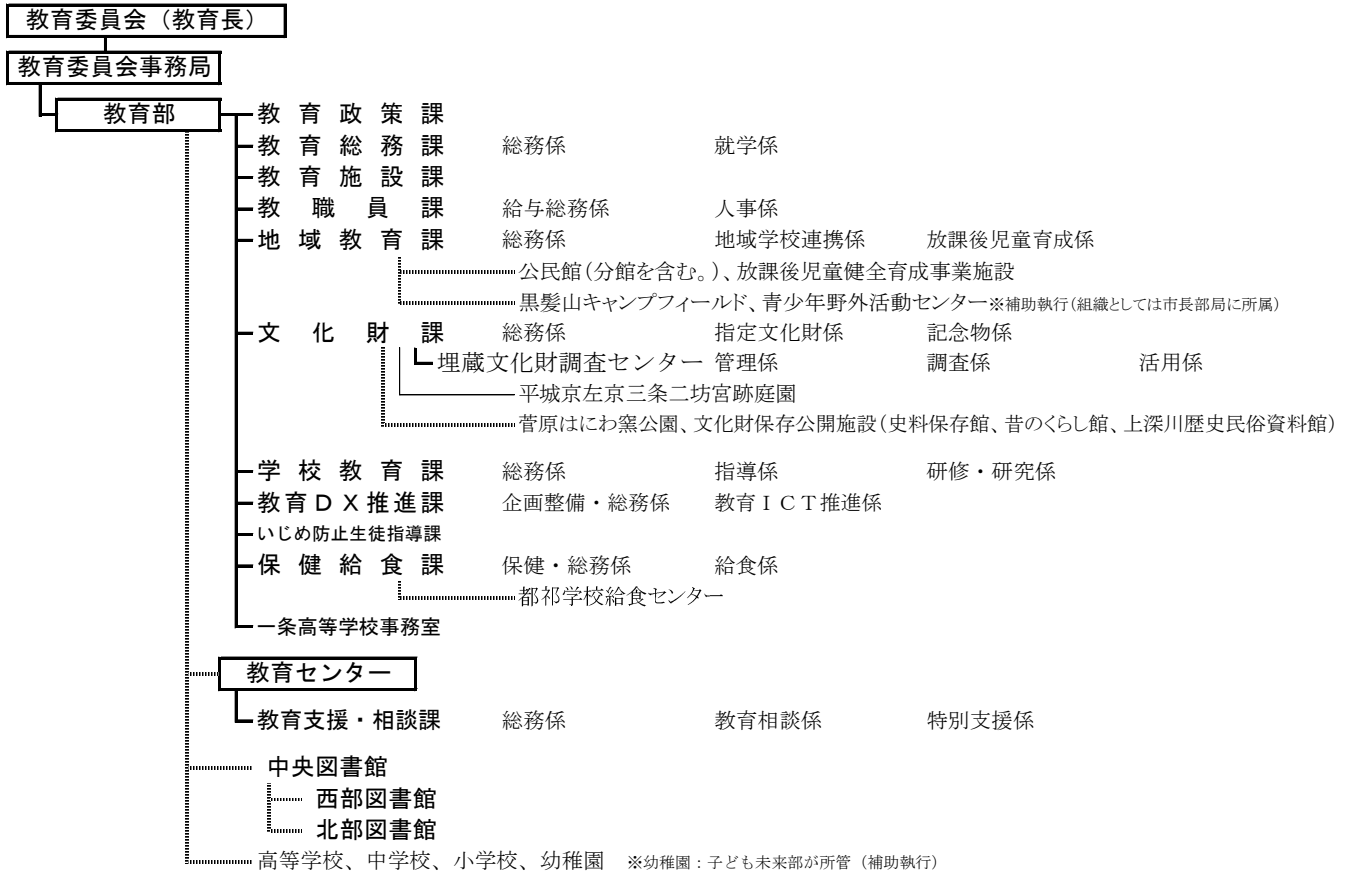 教育委員会（教育長）
教育委員会事務局
教育部 教育政策課
教育総務課 総務係 就学係
教育施設課
教職員課 給与総務係 人事係
地域教育課 総務係 地域学校連携係 放課後児童育成係
公民館（分館を含む。）、放課後児童健全育成事業施設
黒髪山キャンプフィールド、青少年野外活動センター※補助執行（組織としては市長部局に所属）
文化財課 総務係 指定文化財係 記念物係
埋蔵文化財調査センター 管理係 調査係 活用係
平城京左京三条二坊宮跡庭園
菅原はにわ窯公園、文化財保存公開施設（史料保存館、昔のくらし館、上深川歴史民俗資料館）
学校教育課 総務係 指導係 研修・研究係
教育ＤＸ推進課 企画整備・総務係 教育ＩＣＴ推進係
いじめ防止生徒指導課
保健給食課 保健・総務係 給食係
都祁学校給食センター
一条高等学校事務室
教育センター
教育支援・相談課 総務係 教育相談係 特別支援係
中央図書館
西部図書館
北部図書館
高等学校、中学校、小学校、幼稚園 ※幼稚園：子ども未来部が所管（補助執行）